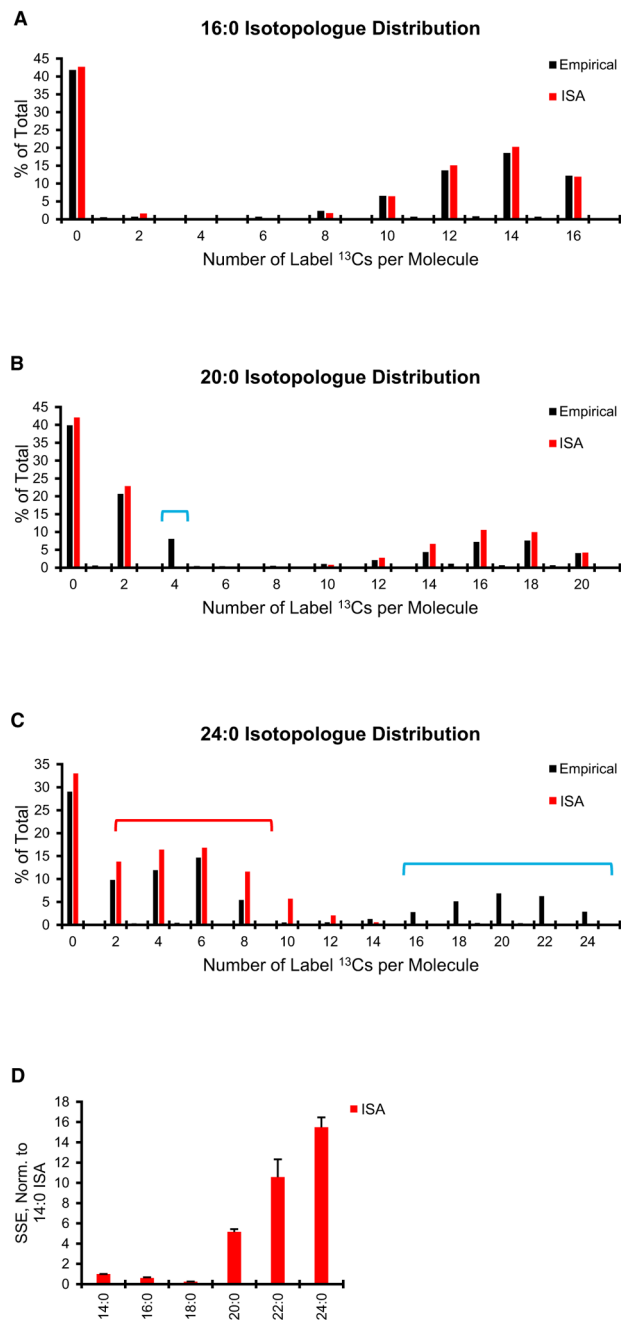 A
16:0 Isotopologue Distribution
45
40
35
30
25
20
15
10
5
0
% of Total
Empirical
ISA
0 2 4 6 8 10 12 14 16
Number of Label ¹³Cs per Molecule
B
20:0 Isotopologue Distribution
45
40
35
30
25
20
15
10
5
0
% of Total
Empirical
ISA
0 2 4 6 8 10 12 14 16 18 20
Number of Label ¹³Cs per Molecule
C
24:0 Isotopologue Distribution
35
30
25
20
15
10
5
0
% of Total
Empirical
ISA
0 2 4 6 8 10 12 14 16 18 20 22 24
Number of Label ¹³Cs per Molecule
D
18
16
14
12
10
8
6
4
2
0
SSE, Norm. to
14:0 ISA
ISA
14:0
16:0
18:0
20:0
22:0
24:0